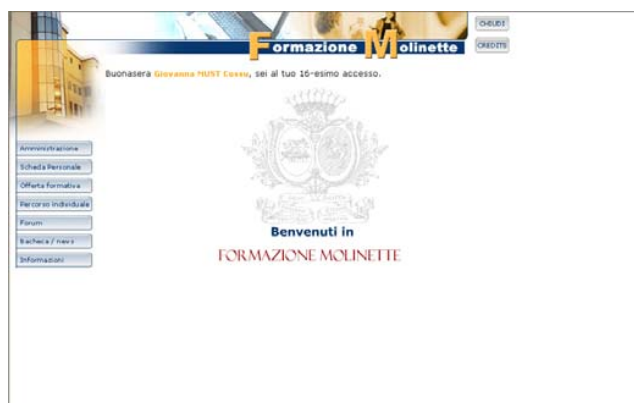 CHIUDI
Formazione Molinette
CREDITS
Buonasera Giovanna MUST Cossu, sei al tuo 16-esimo accesso.
Amministrazione
Scheda Personale
Offerta formativa
Percorso individuale
Forum
Bacheca / news
Informazioni
Benvenuti in
FORMAZIONE MOLINETTE